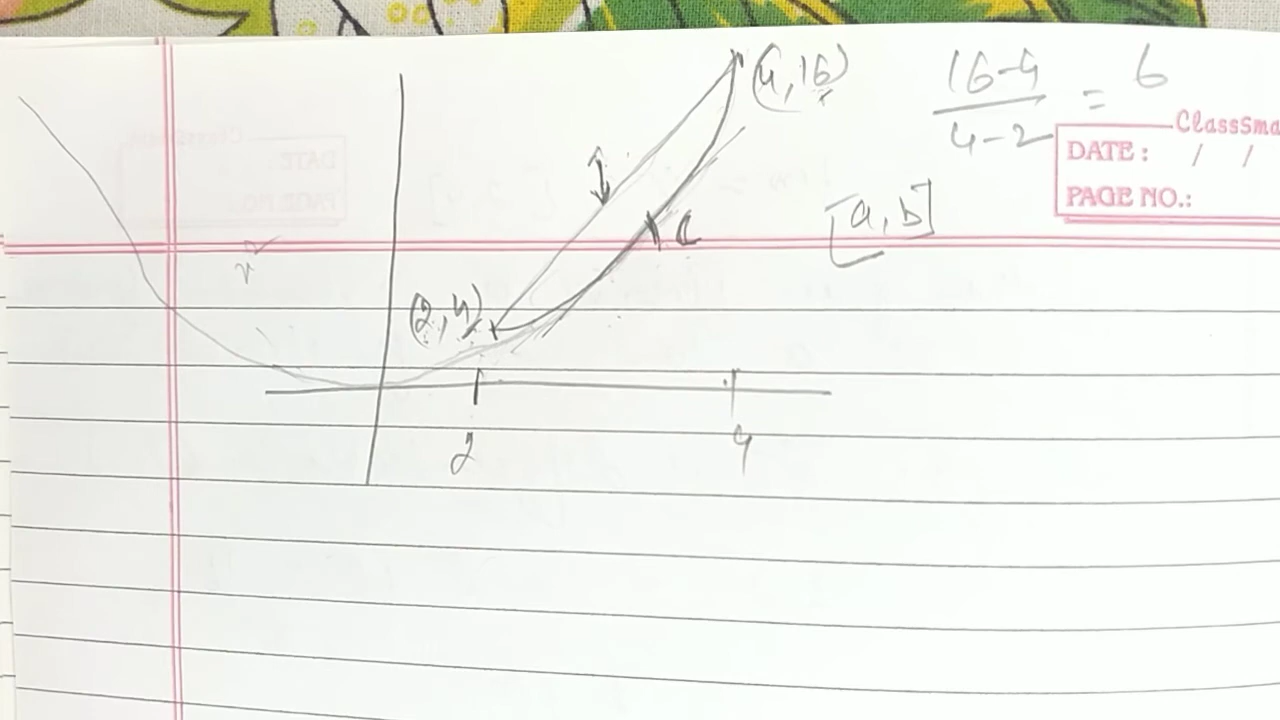 (4,16)
16-4 / 4-2 = 6
ClassSma
DATE: / /
PAGE NO.:
[a, b]
c
(2,4)
2
4